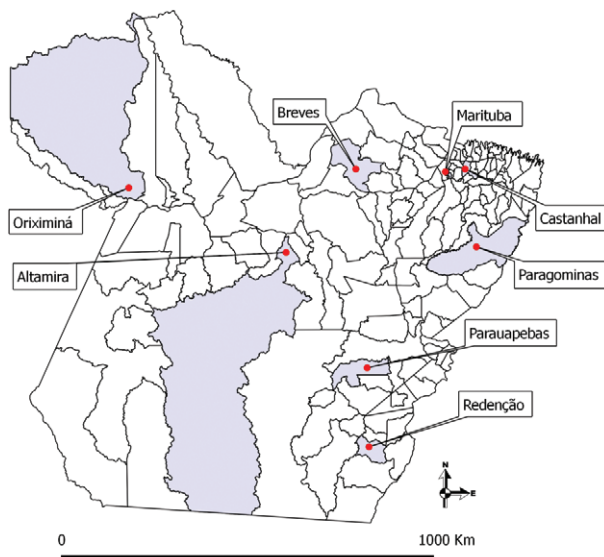 Breves
Marituba
Oriximiná
Castanhal
Altamira
Paragominas
Parauapebas
Redenção
N
E
0 1000 Km